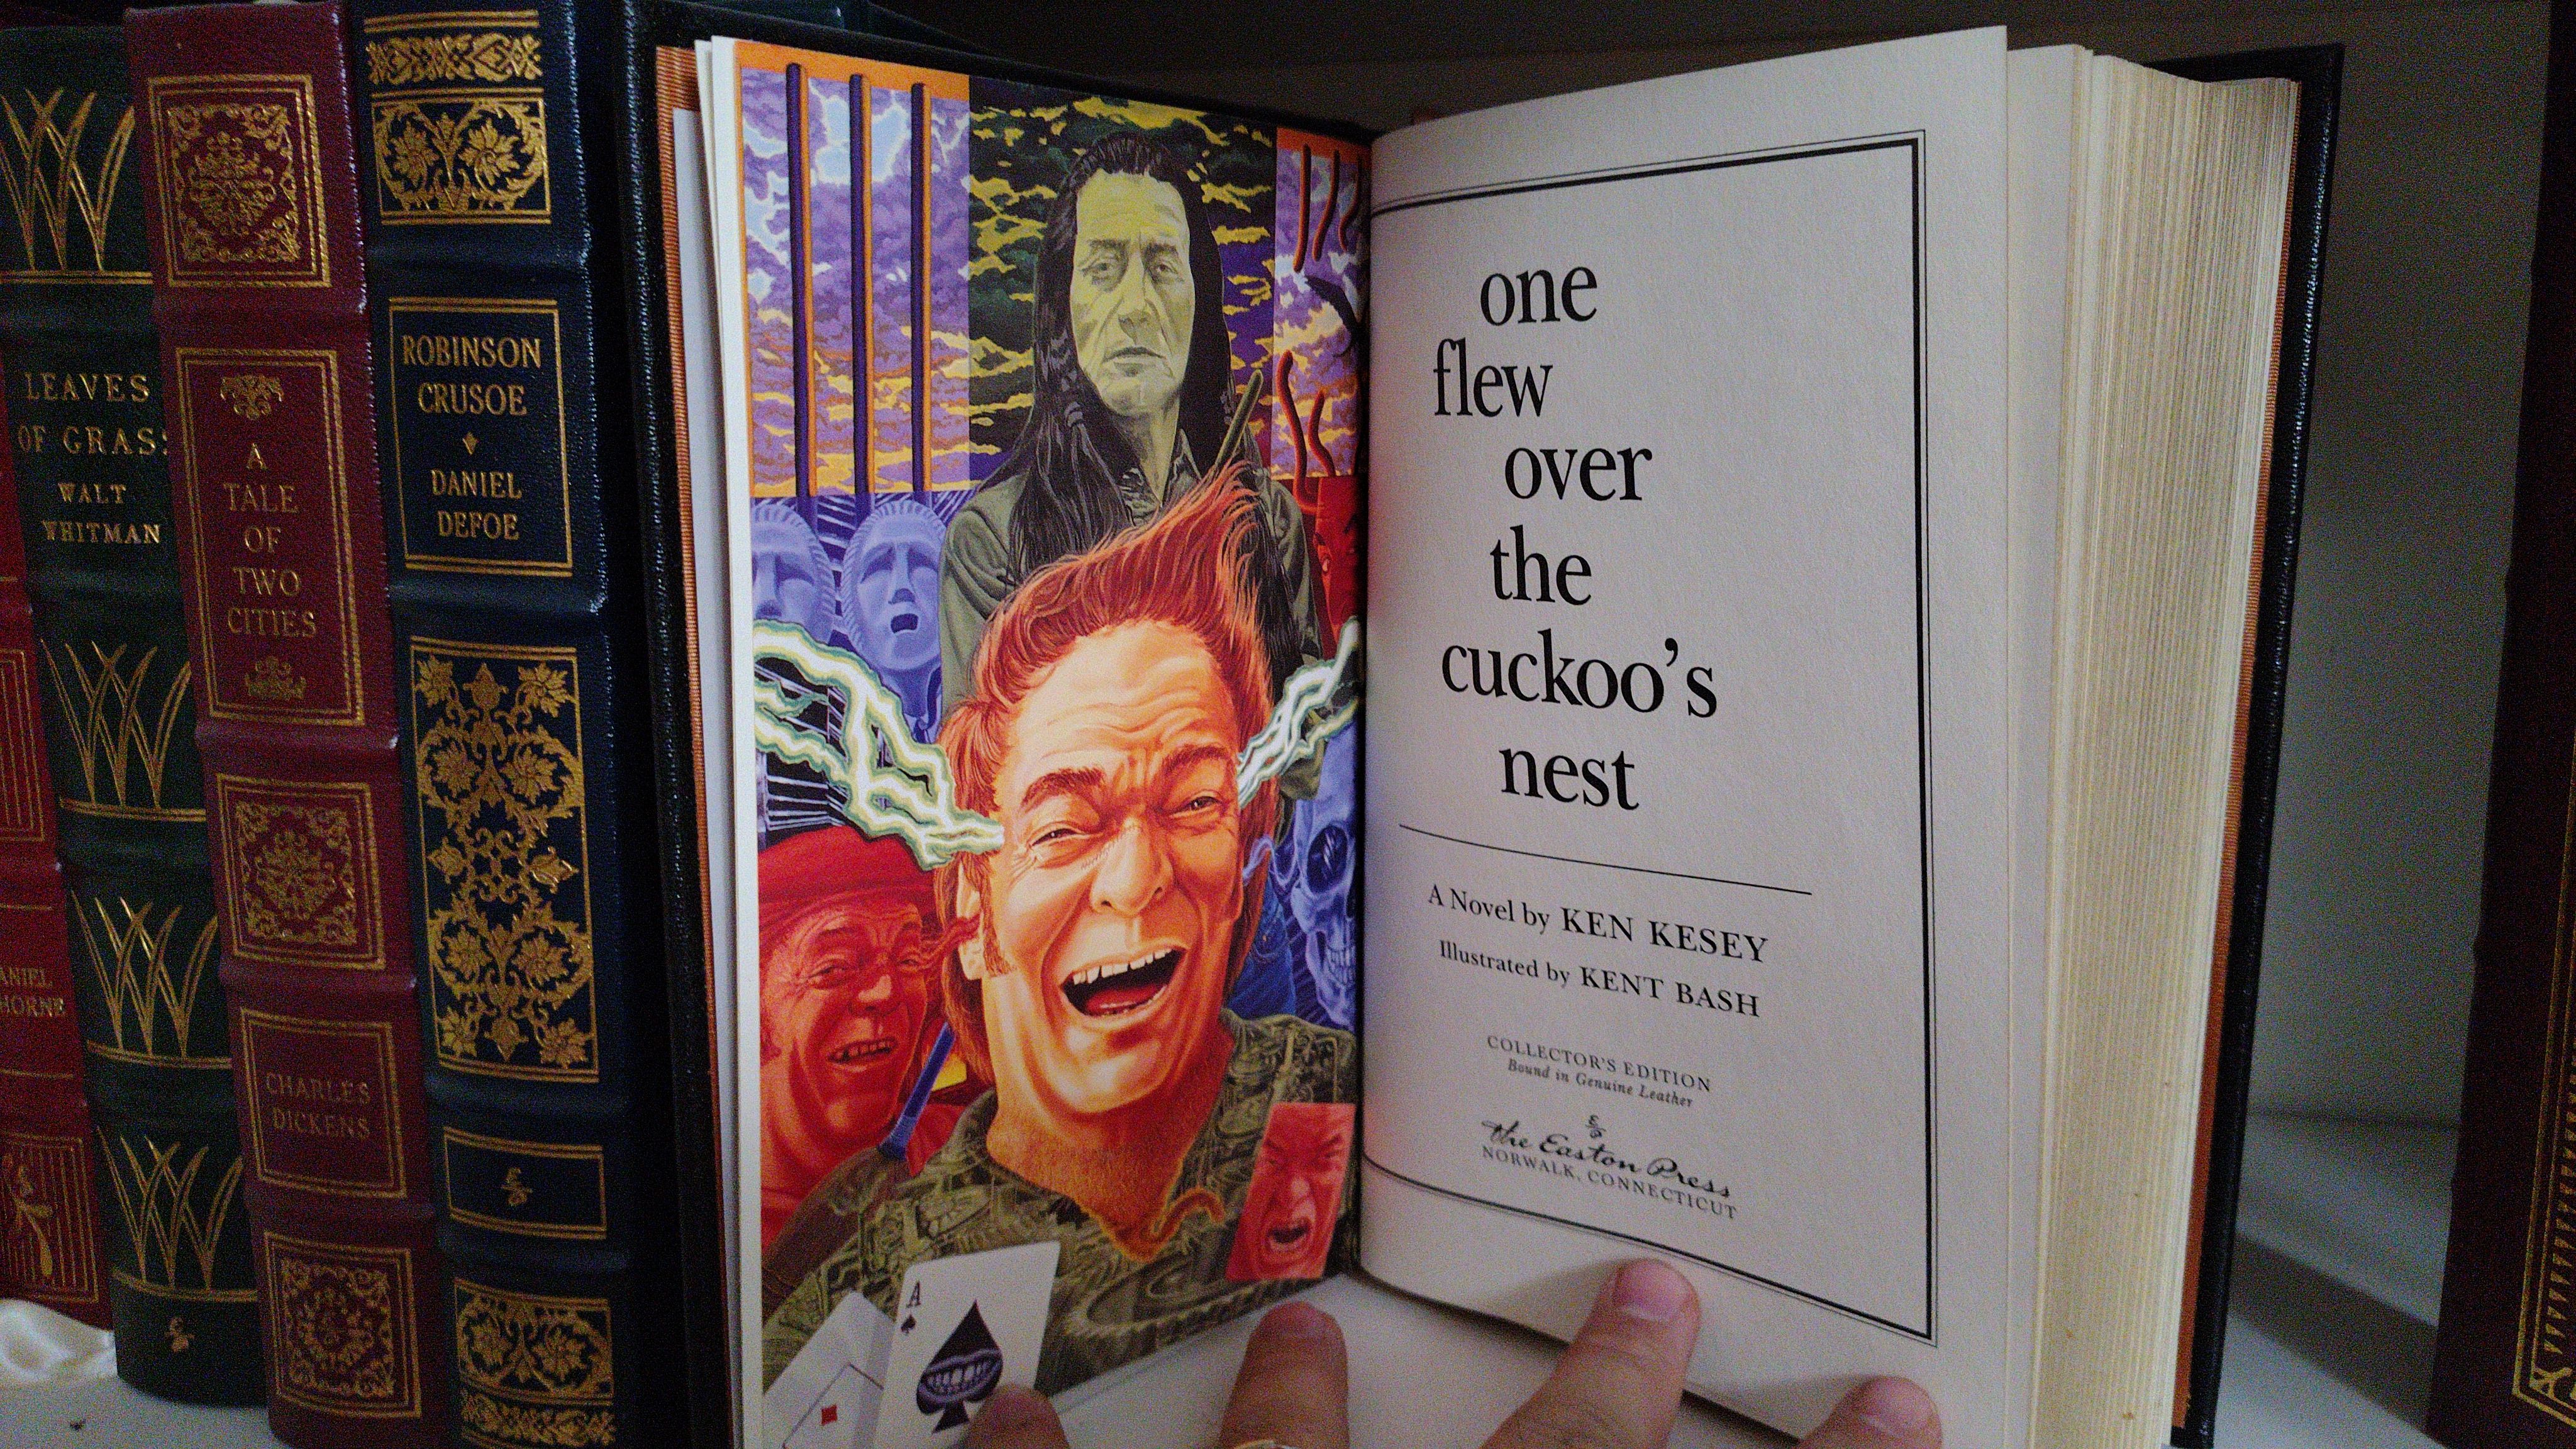 ANIEL
HORNE
LEAVES
OF GRASS
WALT
WHITMAN
A
TALE
OF
TWO
CITIES
CHARLES
DICKENS
ROBINSON
CRUSOE
DANIEL
DEFOE
A
one
flew
over
the
cuckoo's
nest
A Novel by KEN KESEY
Illustrated by KENT BASH
COLLECTOR'S EDITION
Bound in Genuine Leather
The Easton Press
NORWALK, CONNECTICUT